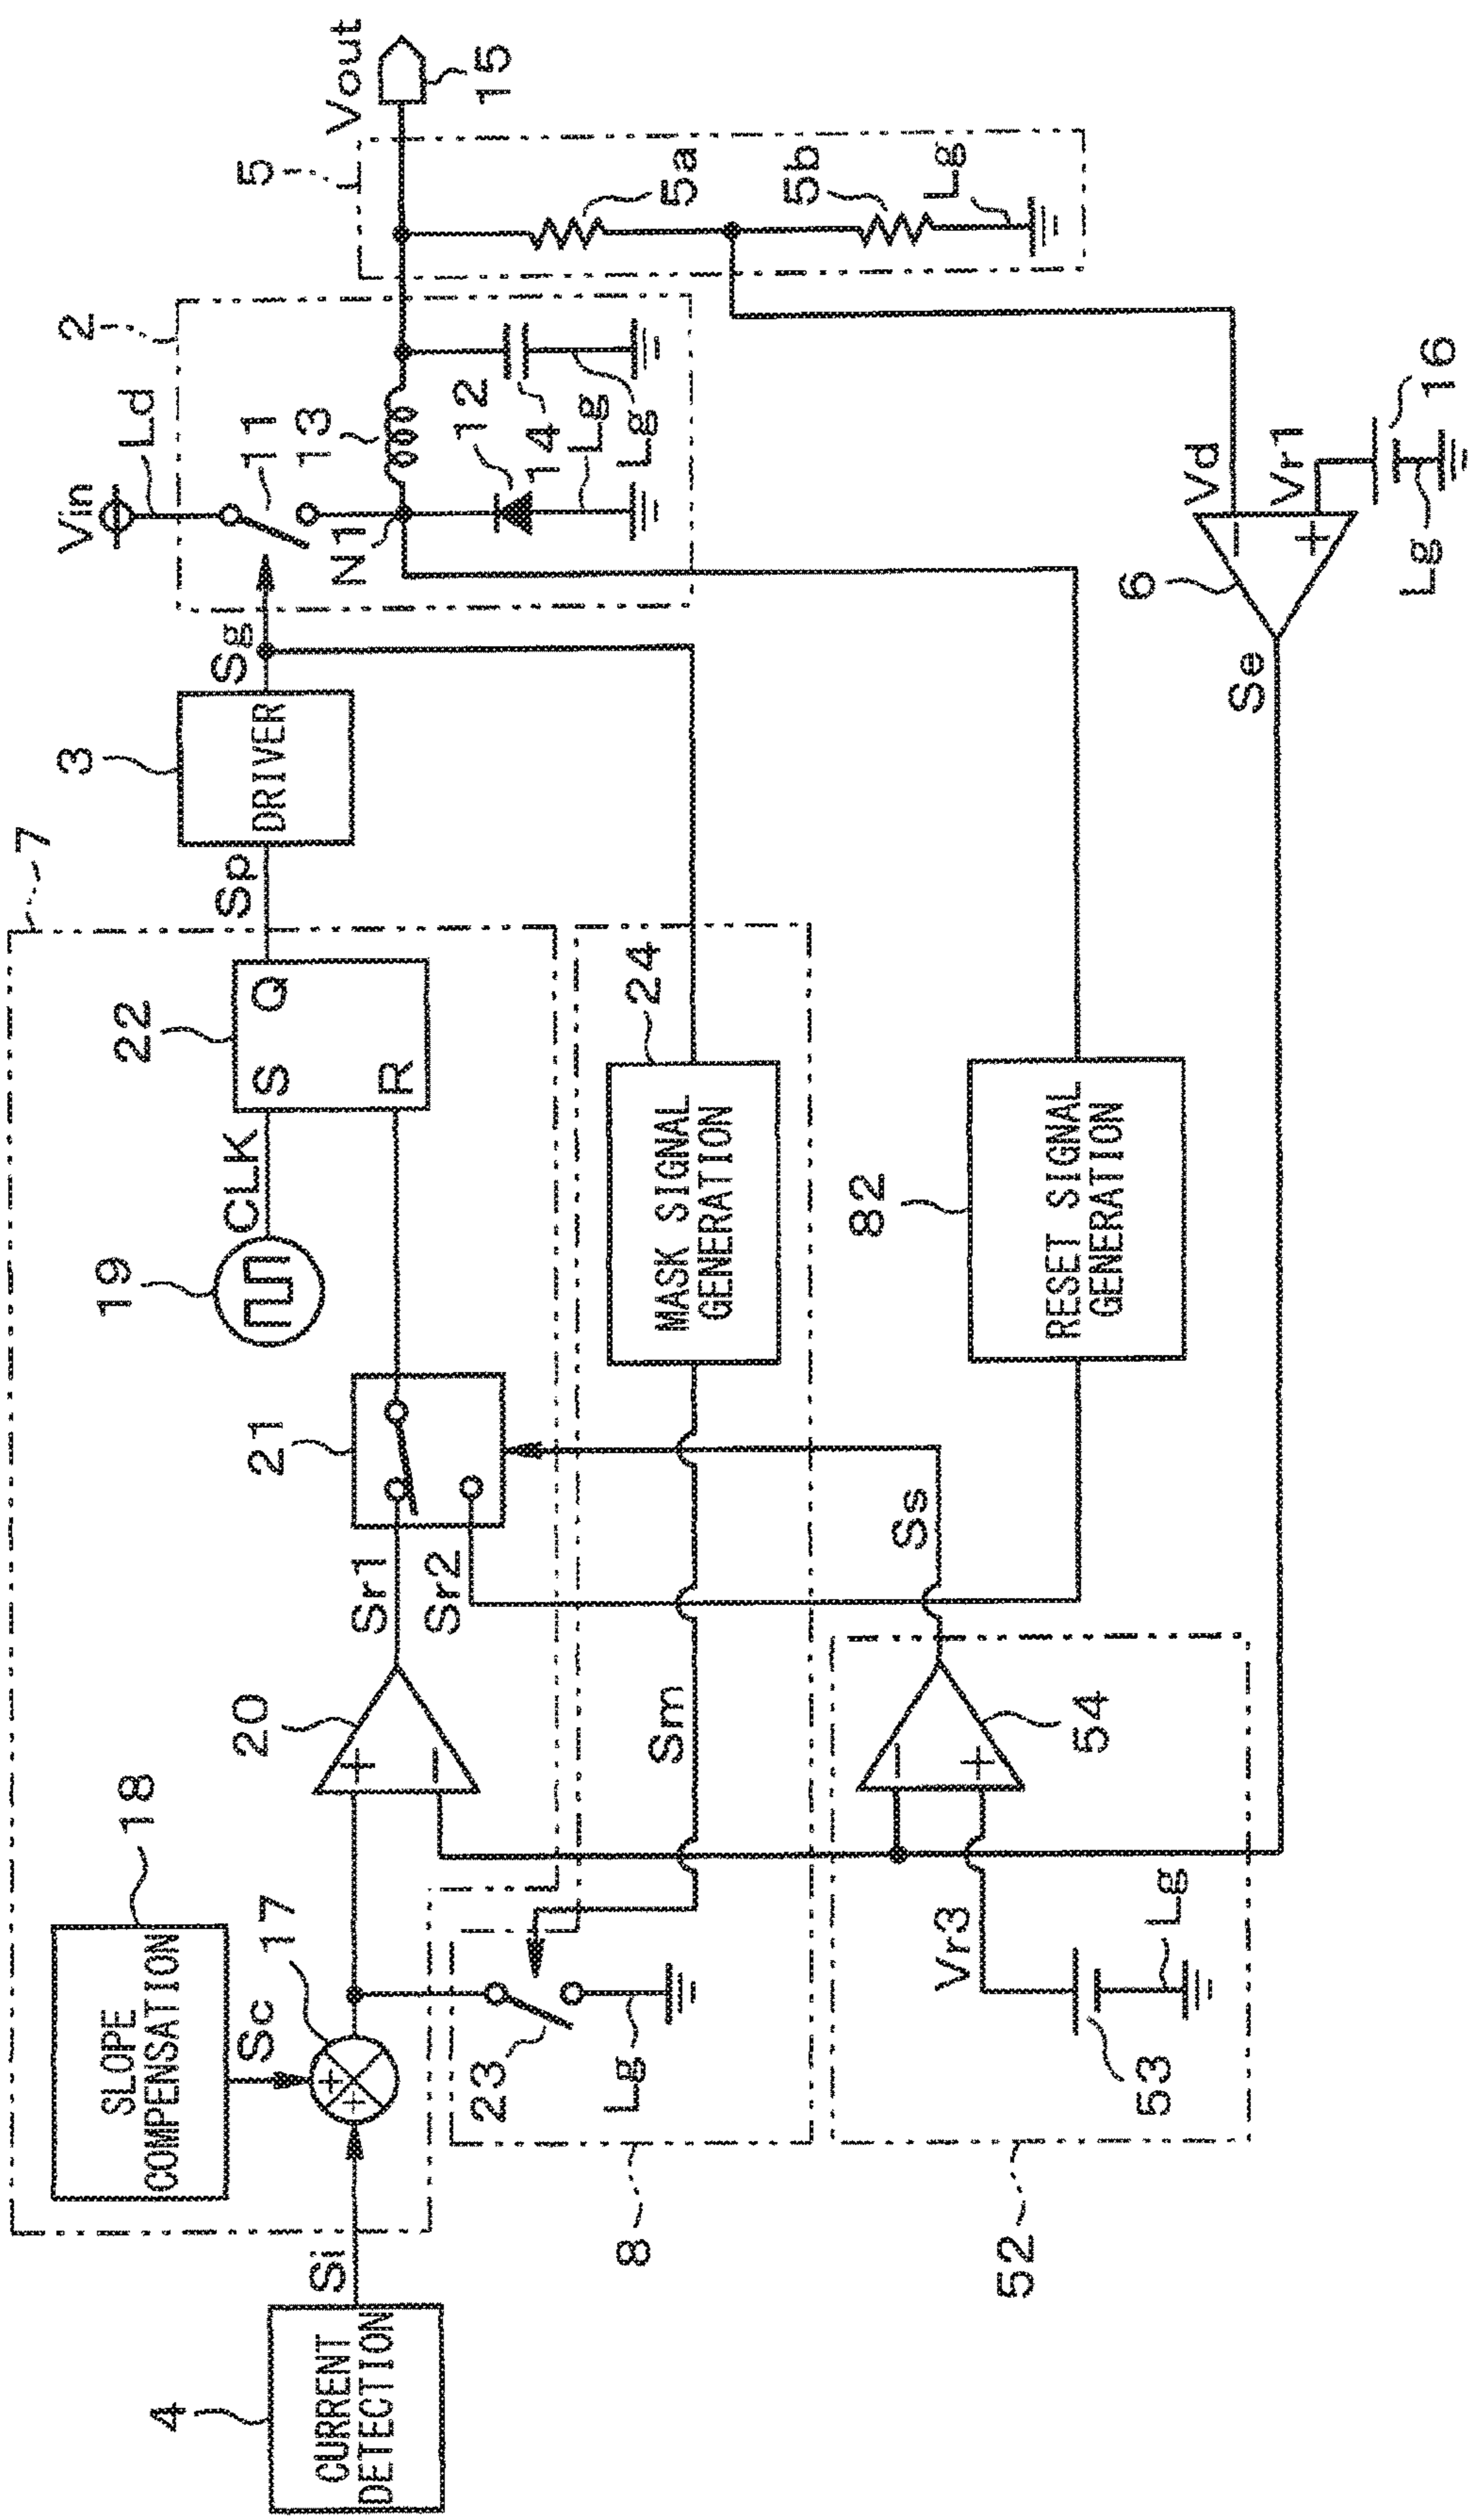 7
SLOPE
COMPENSATION
18
Sc
17
20
19
CLK
22
S
Q
R
Sp
3
DRIVER
Sg
Vin
Ld
2
11
13
N1
12
14
Lg
Lg
5
Vout
15
5a
5b
Lg
4
CURRENT
DETECTION
Si
+
+
+
−
Sr1
Sr2
21
23
Lg
8
Sm
24
MASK SIGNAL
GENERATION
52
53
Vr3
Lg
−
+
54
Ss
82
RESET SIGNAL
GENERATION
Se
6
Vd
−
Vr1
+
16
Lg